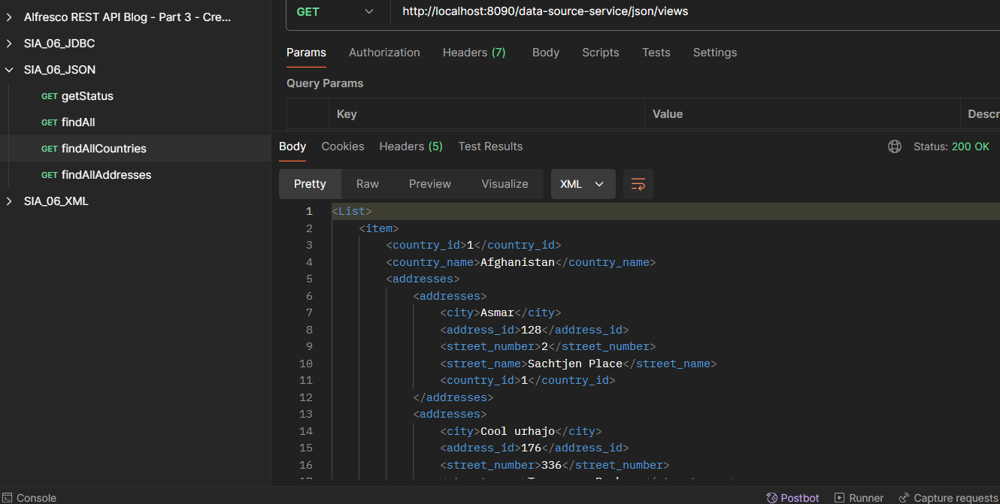 Alfresco REST API Blog - Part 3 - Cre...
SIA_06_JDBC
SIA_06_JSON
GET getStatus
GET findAll
GET findAllCountries
GET findAllAddresses
SIA_06_XML
GET http://localhost:8090/data-source-service/json/views
Params Authorization Headers (7) Body Scripts Tests Settings
Query Params
Key Value Descr
Body Cookies Headers (5) Test Results Status: 200 OK
Pretty Raw Preview Visualize XML
1 <List>
2 <item>
3 <country_id>1</country_id>
4 <country_name>Afghanistan</country_name>
5 <addresses>
6 <addresses>
7 <city>Asmar</city>
8 <address_id>128</address_id>
9 <street_number>2</street_number>
10 <street_name>Sachtjen Place</street_name>
11 <country_id>1</country_id>
12 </addresses>
13 <addresses>
14 <city>Cool urhajo</city>
15 <address_id>176</address_id>
16 <street_number>336</street_number>
Console Postbot Runner Capture requests